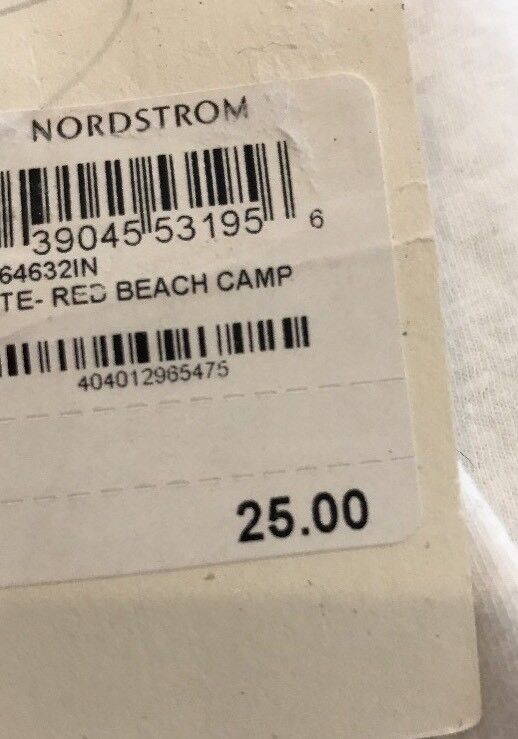 NORDSTROM
39045 53195 6
64632IN
TE- RED BEACH CAMP
404012965475
25.00